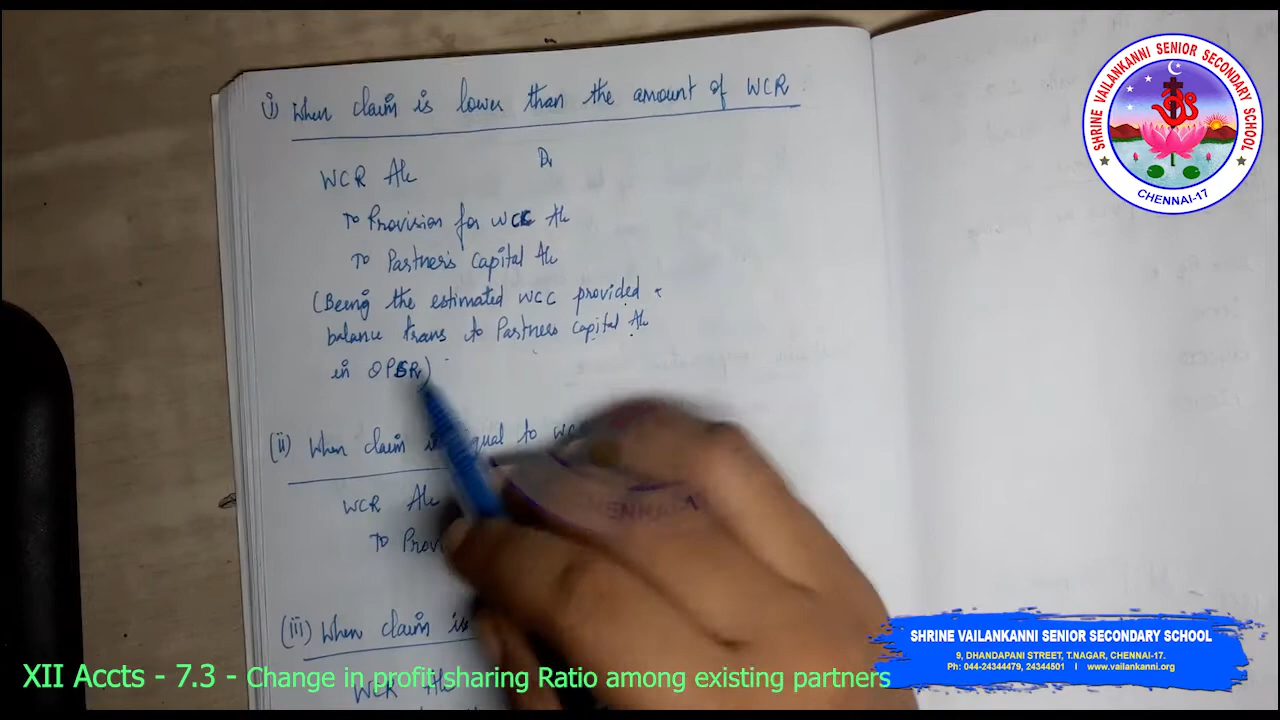 i) When claim is lower than the amount of WCR
WCR A/c Dr
To Provision for WCC A/c
To Partner's Capital A/c
(Being the estimated WCC provided &
balance trans to Partners Capital A/c
in OPSR)
(ii) When claim is equal to
WCR A/c
To
(iii) When claim is
WCR A/c
SHRINE VAILANKANNI SENIOR SECONDARY SCHOOL
CHENNAI-17
SHRINE VAILANKANNI SENIOR SECONDARY SCHOOL
9, DHANDAPANI STREET, T.NAGAR, CHENNAI-17.
Ph: 044-24344479, 24344501 I www.vailankanni.org
XII Accts - 7.3 - Change in profit sharing Ratio among existing partners